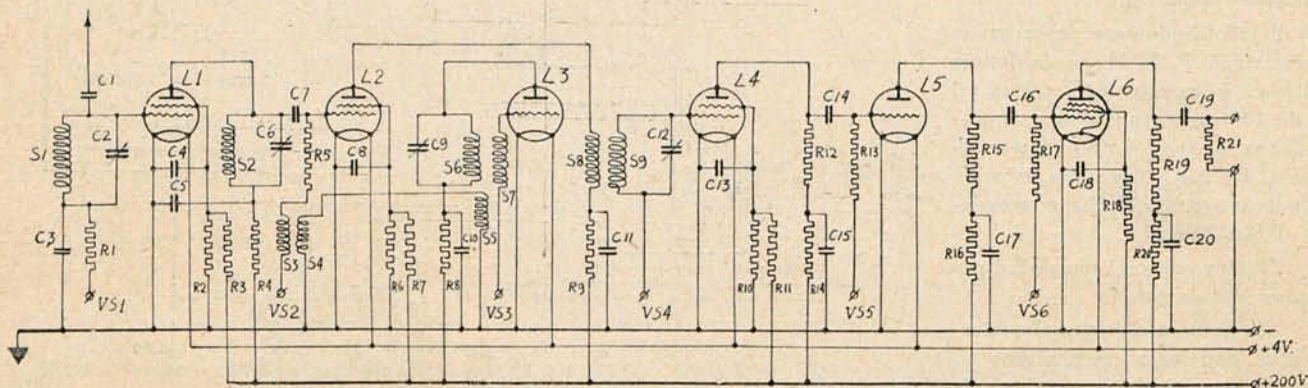 L1
L2
L3
L4
L5
L6
C1
C2
S1
C3
R1
VS1
C4
C5
R2
R3
R4
S2
C6
C7
R5
S3
S4
VS2
C8
R6
R7
R8
C9
S6
C10
S5
S7
VS3
S8
S9
C11
R9
C12
VS4
C13
R10
R11
R12
C14
R13
R14
C15
VS5
R15
C16
R17
R16
C17
VS6
C18
R18
R19
C19
R21
R20
C20
–
+4V.
+200V.